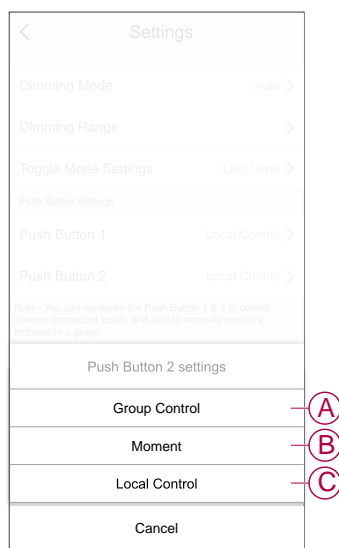 Settings
Dimming Mode Auto
Dimming Range
Toggle Mode Settings Last Level
Push Button Settings
Push Button 1 Local Control
Push Button 2 Local Control
Note - You can configure the Push Button 1 & 2 to control
devices connected locally and also to remotely control a
moment or a group.
Push Button 2 settings
Group Control A
Moment B
Local Control C
Cancel